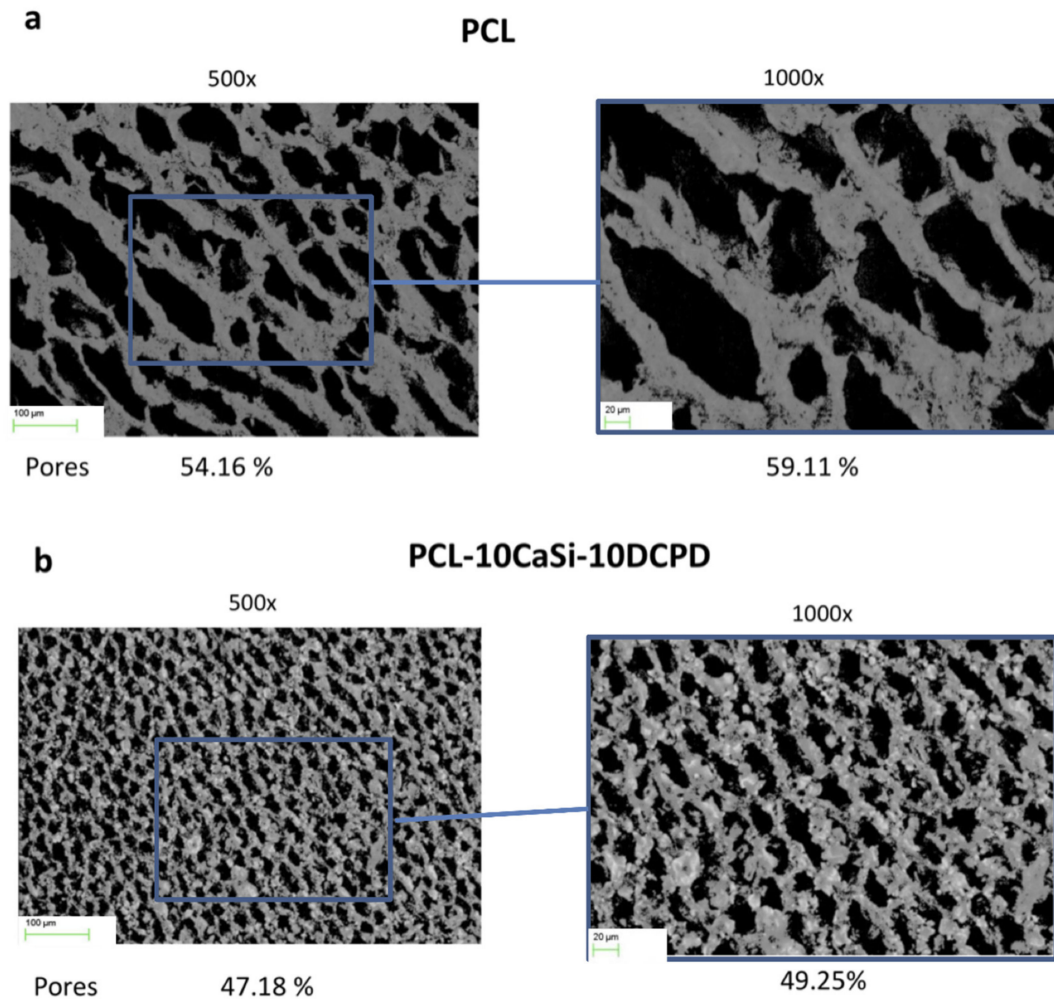 a
PCL
500x
1000x
100 µm
20 µm
Pores 54.16 % 59.11 %
b
PCL-10CaSi-10DCPD
500x
1000x
100 µm
20 µm
Pores 47.18 % 49.25%